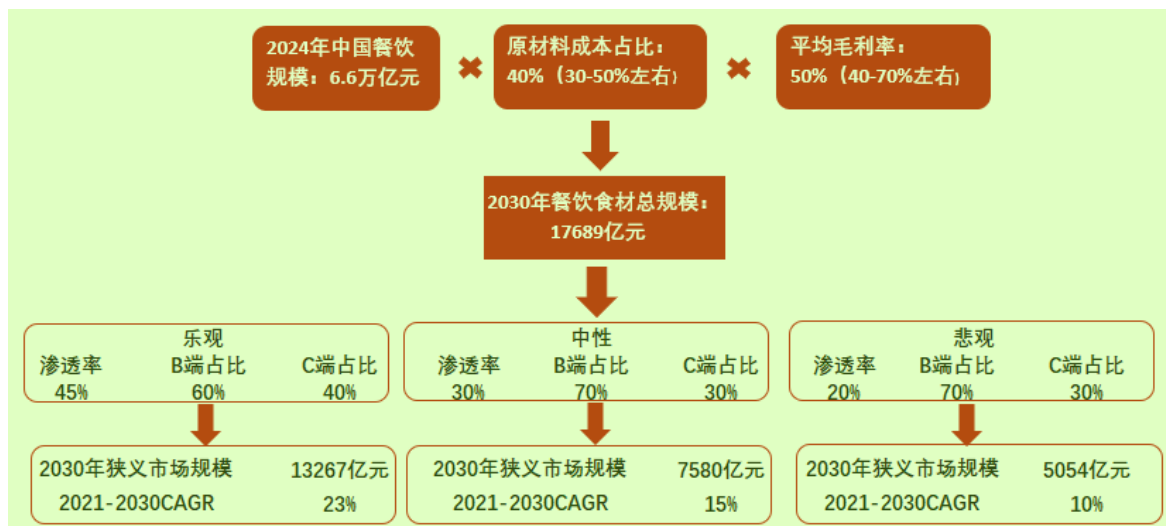 2024年中国餐饮
规模：6.6万亿元
原材料成本占比：
40%（30-50%左右）
平均毛利率：
50%（40-70%左右）
2030年餐饮食材总规模：
17689亿元
乐观
渗透率 B端占比 C端占比
45% 60% 40%
中性
渗透率 B端占比 C端占比
30% 70% 30%
悲观
渗透率 B端占比 C端占比
20% 70% 30%
2030年狭义市场规模 13267亿元
2021-2030CAGR 23%
2030年狭义市场规模 7580亿元
2021-2030CAGR 15%
2030年狭义市场规模 5054亿元
2021-2030CAGR 10%